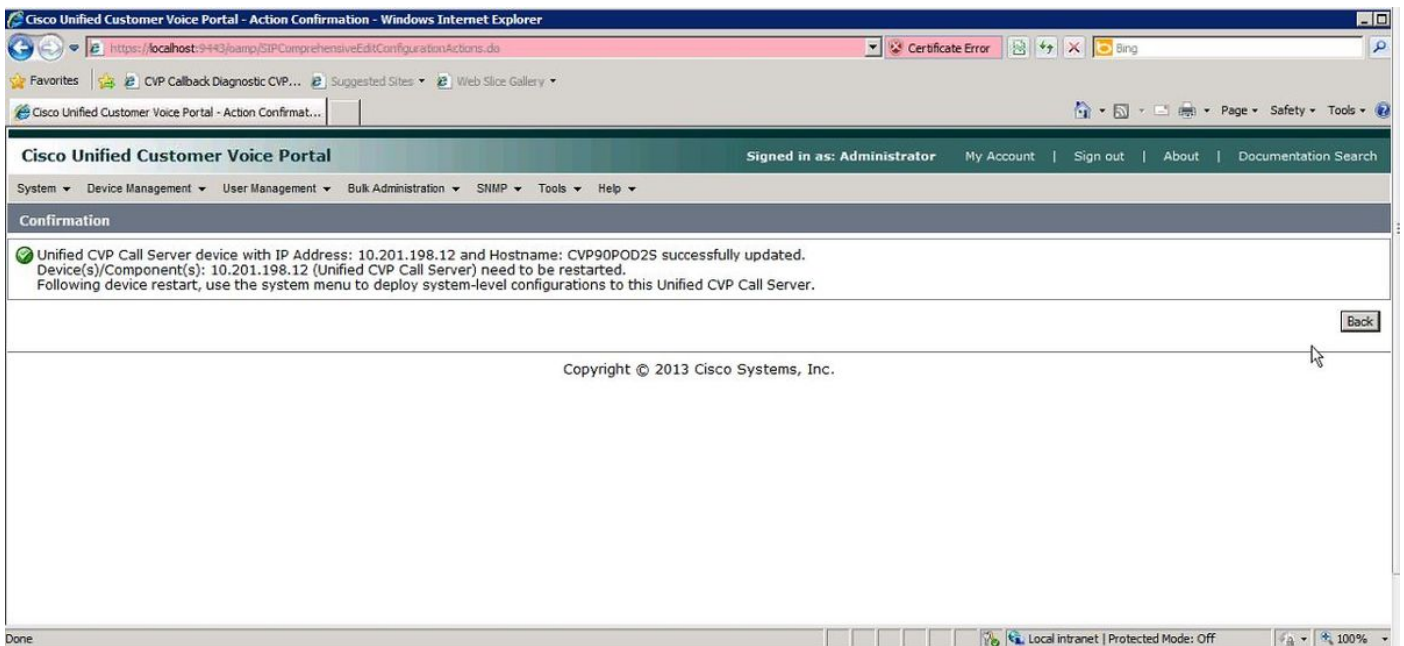 Cisco Unified Customer Voice Portal - Action Confirmation - Windows Internet Explorer
https://localhost:9443/oamp/SIPComprehensiveEditConfigurationActions.do
Certificate Error
Bing
Favorites
CVP Callback Diagnostic CVP...
Suggested Sites
Web Slice Gallery
Cisco Unified Customer Voice Portal - Action Confirmat...
Page
Safety
Tools
Cisco Unified Customer Voice Portal
Signed in as: Administrator
My Account | Sign out | About | Documentation Search
System
Device Management
User Management
Bulk Administration
SNMP
Tools
Help
Confirmation
Unified CVP Call Server device with IP Address: 10.201.198.12 and Hostname: CVP90POD2S successfully updated.
Device(s)/Component(s): 10.201.198.12 (Unified CVP Call Server) need to be restarted.
Following device restart, use the system menu to deploy system-level configurations to this Unified CVP Call Server.
Back
Copyright © 2013 Cisco Systems, Inc.
Done
Local intranet | Protected Mode: Off
100%